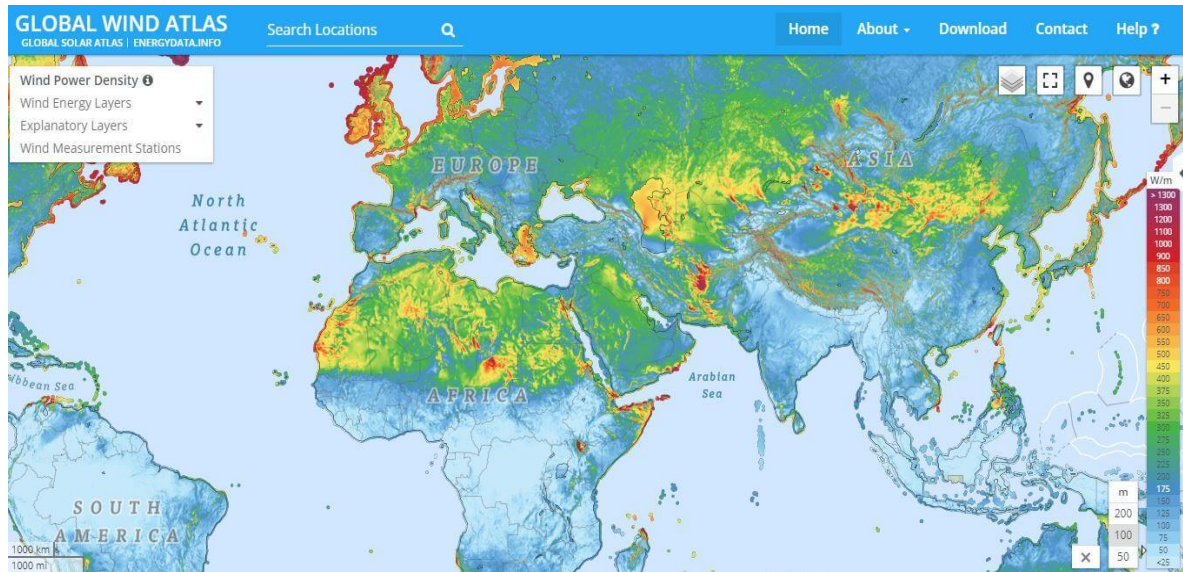 GLOBAL WIND ATLAS
GLOBAL SOLAR ATLAS | ENERGYDATA.INFO
Search Locations
Home
About
Download
Contact
Help ?
Wind Power Density
Wind Energy Layers
Explanatory Layers
Wind Measurement Stations
+
−
EUROPE
ASIA
North
Atlantic
Ocean
W/m
> 1300
1300
1200
1100
1000
900
850
800
750
700
650
600
550
500
450
400
375
350
325
300
275
250
225
200
175
150
125
100
75
50
<25
bbean Sea
AFRICA
Arabian
Sea
SOUTH
AMERICA
1000 km
1000 mi
m
200
100
50
×